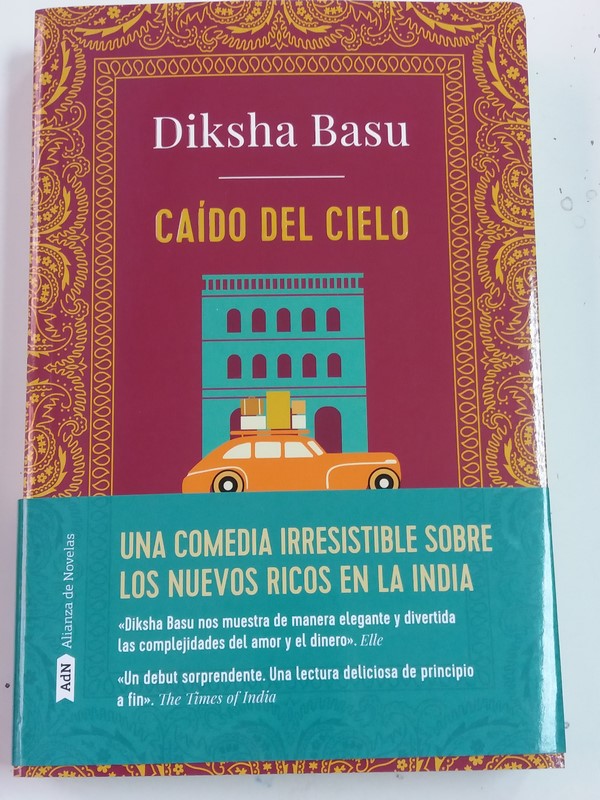 Diksha Basu
CAÍDO DEL CIELO
UNA COMEDIA IRRESISTIBLE SOBRE
LOS NUEVOS RICOS EN LA INDIA
«Diksha Basu nos muestra de manera elegante y divertida
las complejidades del amor y el dinero». Elle
«Un debut sorprendente. Una lectura deliciosa de principio
a fin». The Times of India
AdN Alianza de Novelas